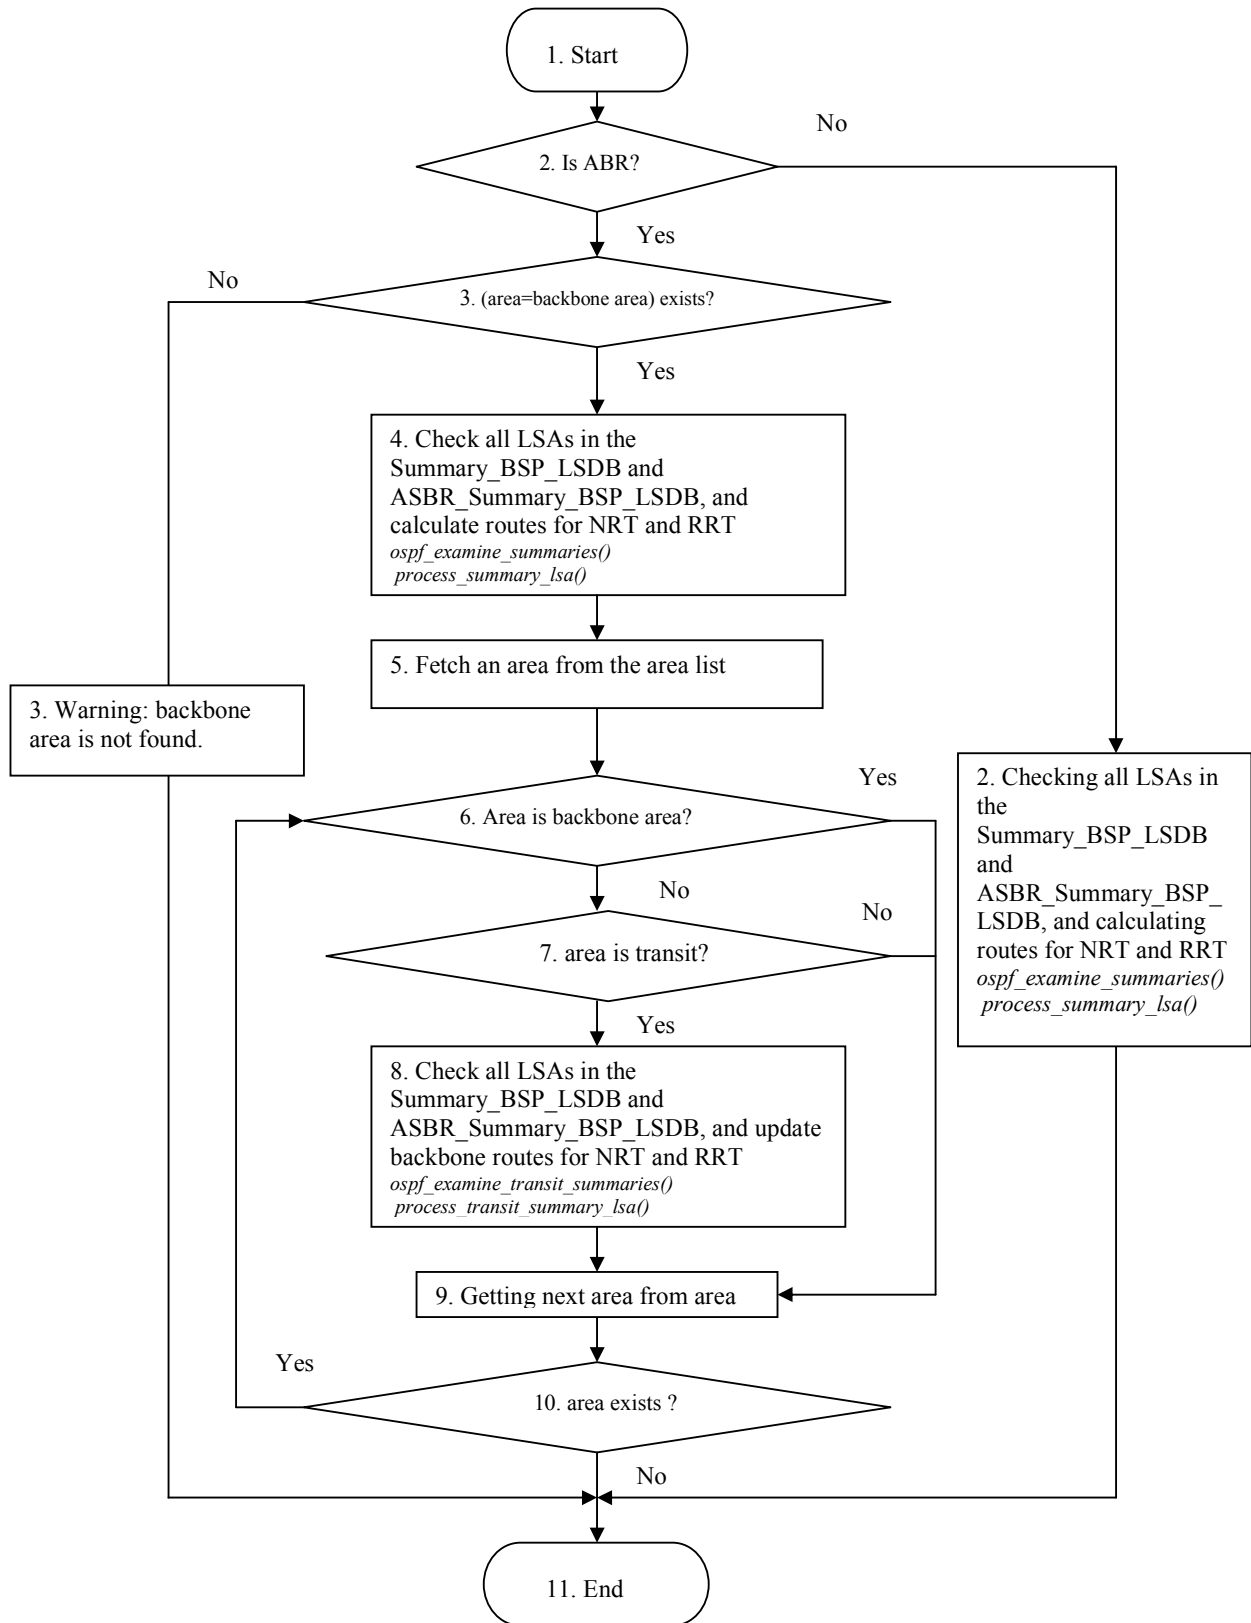 1. Start
No
2. Is ABR?
Yes
No
3. (area=backbone area) exists?
Yes
4. Check all LSAs in the
Summary_BSP_LSDB and
ASBR_Summary_BSP_LSDB, and
calculate routes for NRT and RRT
ospf_examine_summaries()
process_summary_lsa()
5. Fetch an area from the area list
3. Warning: backbone
area is not found.
Yes
6. Area is backbone area?
2. Checking all LSAs in
the
Summary_BSP_LSDB
and
ASBR_Summary_BSP_
LSDB, and calculating
routes for NRT and RRT
ospf_examine_summaries()
process_summary_lsa()
No
No
7. area is transit?
Yes
8. Check all LSAs in the
Summary_BSP_LSDB and
ASBR_Summary_BSP_LSDB, and update
backbone routes for NRT and RRT
ospf_examine_transit_summaries()
process_transit_summary_lsa()
9. Getting next area from area
Yes
10. area exists ?
No
11. End